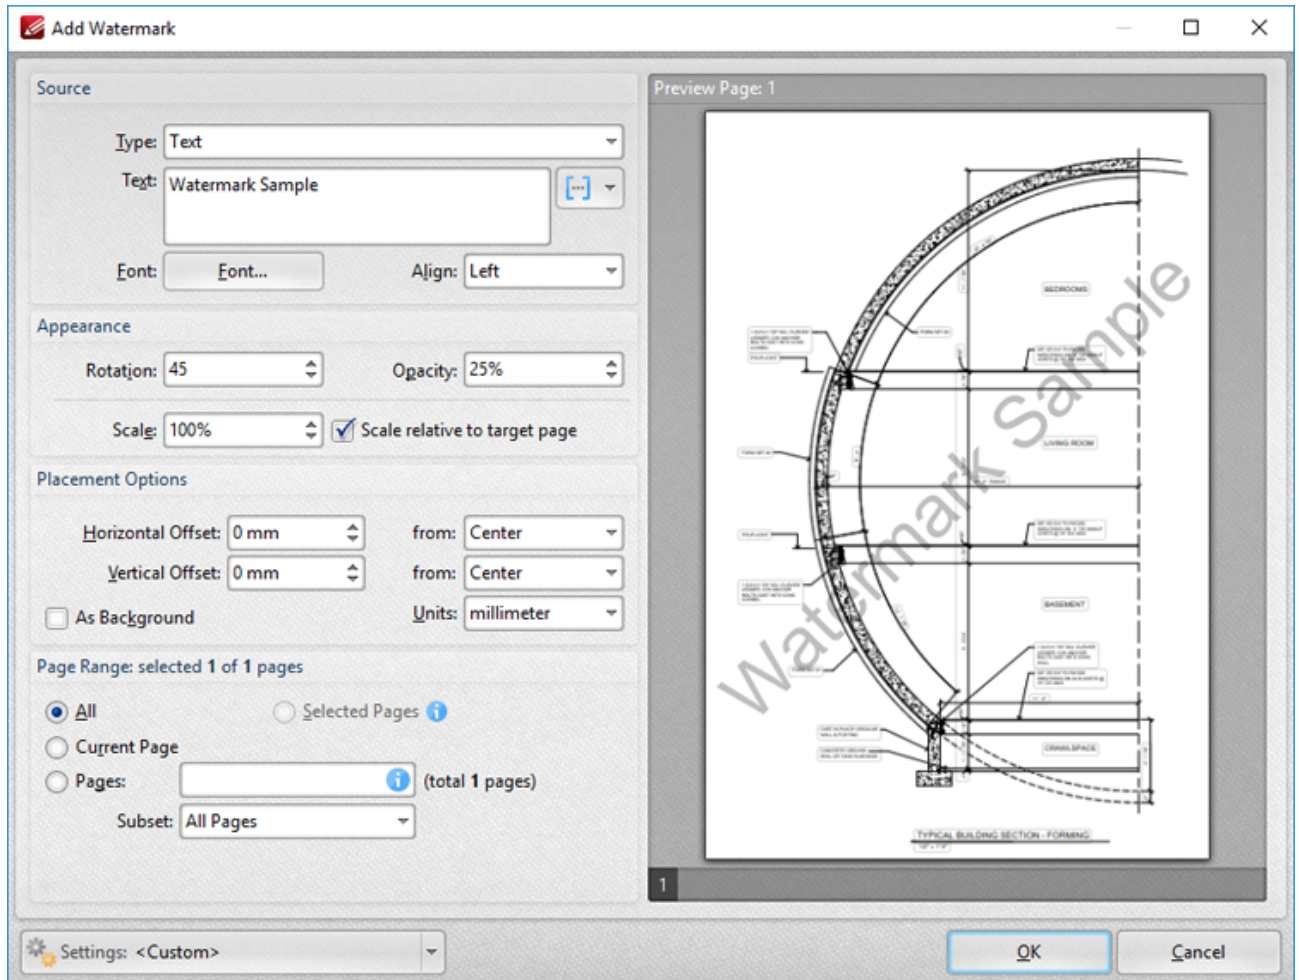 Add Watermark
Source
Type: Text
Text: Watermark Sample
Font: Font... Align: Left
Appearance
Rotation: 45 Opacity: 25%
Scale: 100% Scale relative to target page
Placement Options
Horizontal Offset: 0 mm from: Center
Vertical Offset: 0 mm from: Center
As Background Units: millimeter
Page Range: selected 1 of 1 pages
All Selected Pages
Current Page
Pages: (total 1 pages)
Subset: All Pages
Preview Page: 1
BEDROOMS
LIVING ROOM
BASEMENT
CRAWLSPACE
Watermark Sample
TYPICAL BUILDING SECTION - FORMING
1
Settings: <Custom>
OK Cancel